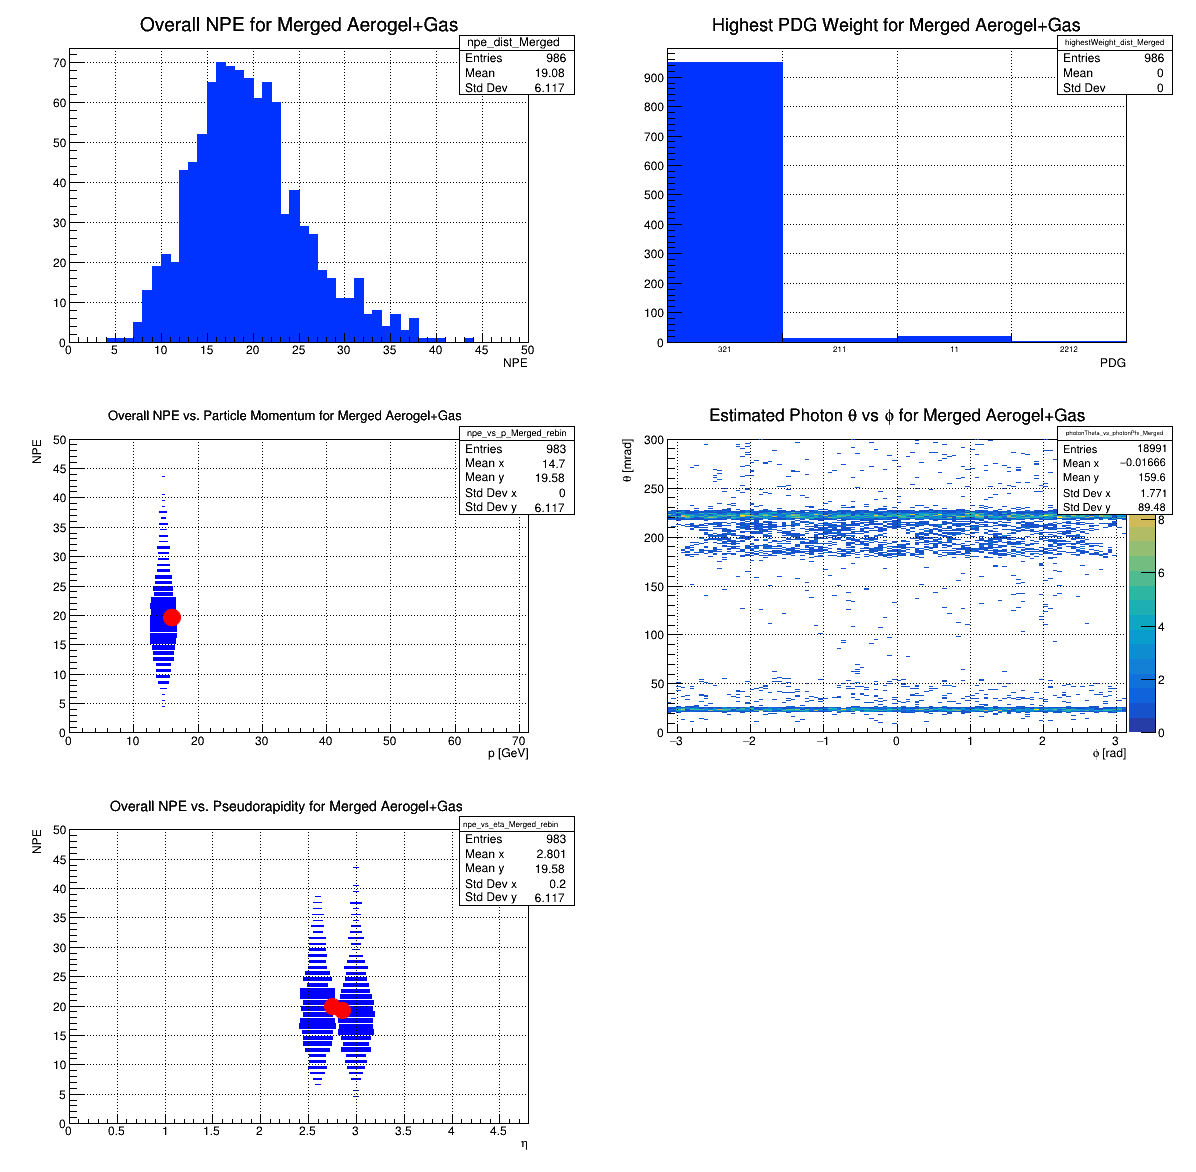 Overall NPE for Merged Aerogel+Gas
npe_dist_Merged
Entries 986
Mean 19.08
Std Dev 6.117
70
60
50
40
30
20
10
0
0 5 10 15 20 25 30 35 40 45 50
NPE
Highest PDG Weight for Merged Aerogel+Gas
highestWeight_dist_Merged
Entries 986
Mean 0
Std Dev 0
900
800
700
600
500
400
300
200
100
0
321 211 11 2212
PDG
Overall NPE vs. Particle Momentum for Merged Aerogel+Gas
npe_vs_p_Merged_rebin
Entries 983
Mean x 14.7
Mean y 19.58
Std Dev x 0
Std Dev y 6.117
NPE
50
45
40
35
30
25
20
15
10
5
0
0 10 20 30 40 50 60 70
p [GeV]
Estimated Photon θ vs ϕ for Merged Aerogel+Gas
photonTheta_vs_photonPhi_Merged
Entries 18991
Mean x −0.01666
Mean y 159.6
Std Dev x 1.771
Std Dev y 89.48
θ [mrad]
300
250
200
150
100
50
0
−3 −2 −1 0 1 2 3
ϕ [rad]
8
6
4
2
0
Overall NPE vs. Pseudorapidity for Merged Aerogel+Gas
npe_vs_eta_Merged_rebin
Entries 983
Mean x 2.801
Mean y 19.58
Std Dev x 0.2
Std Dev y 6.117
NPE
50
45
40
35
30
25
20
15
10
5
0
0 0.5 1 1.5 2 2.5 3 3.5 4 4.5
η